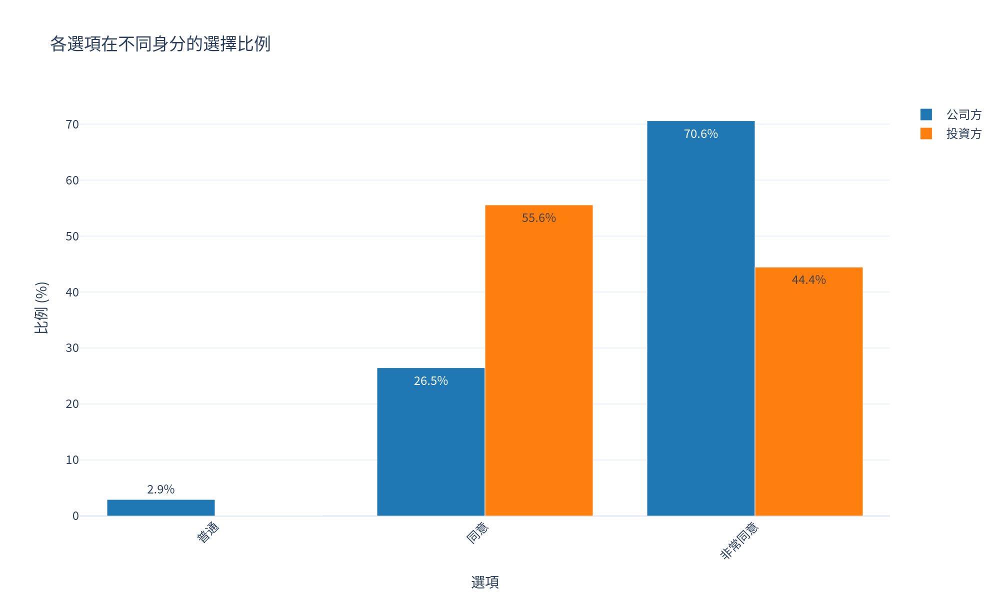 各選項在不同身分的選擇比例
公司方
投資方
比例 (%)
70
60
50
40
30
20
10
0
2.9%
26.5%
55.6%
70.6%
44.4%
普通
同意
非常同意
選項